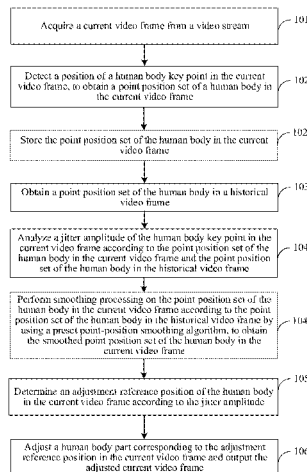 Acquire a current video frame from a video stream
101
Detect a position of a human body key point in the current
video frame, to obtain a point position set of a human body in
the current video frame
102
Store the point position set of the human body in the current
video frame
102
Obtain a point position set of the human body in a historical
video frame
103
Analyze a jitter amplitude of the human body key point in the
current video frame according to the point position set of the
human body in the current video frame and the point position
set of the human body in the historical video frame
104
Perform smoothing processing on the point position set of the
human body in the current video frame according to the point
position set of the human body in the historical video frame by
using a preset point-position smoothing algorithm, to obtain
the smoothed point position set of the human body in the
current video frame
104
Determine an adjustment reference position of the human body
in the current video frame according to the jitter amplitude
105
Adjust a human body part corresponding to the adjustment
reference position in the current video frame and output the
adjusted current video frame
106